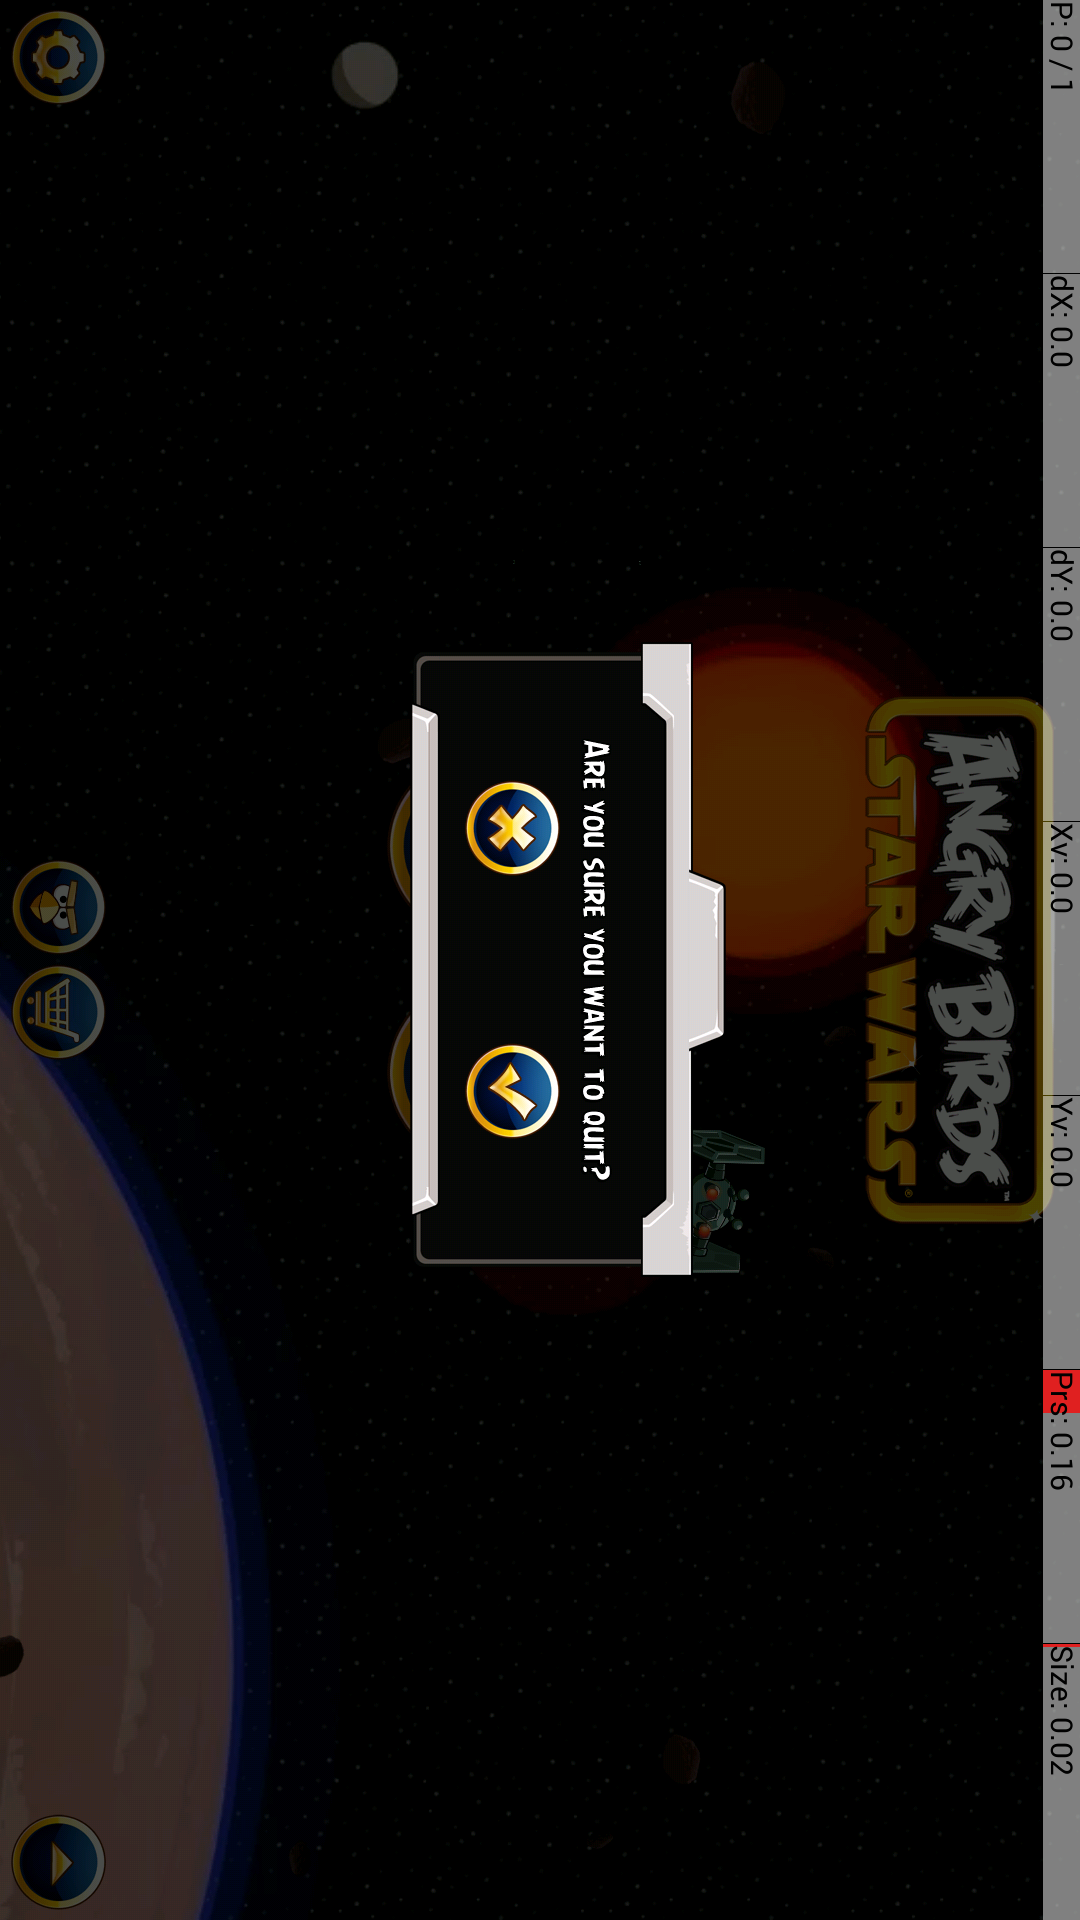 P: 0 / 1
dX: 0.0
dY: 0.0
Xv: 0.0
Yv: 0.0
Prs: 0.16
Size: 0.02
ANGRY BIRDS™
STAR WARS®
ARE YOU SURE YOU WANT TO QUIT?